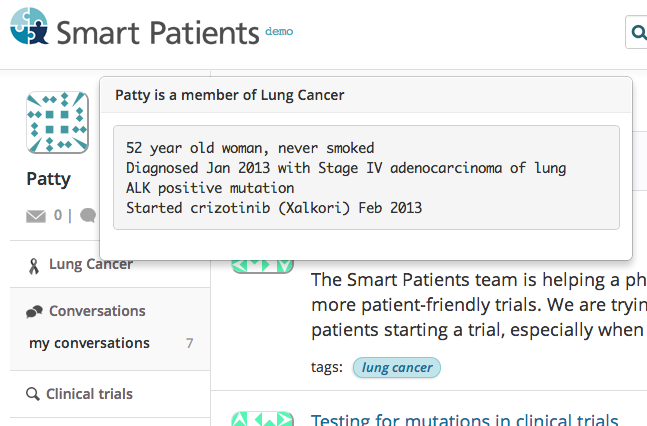 Smart Patients demo
Patty is a member of Lung Cancer
52 year old woman, never smoked
Diagnosed Jan 2013 with Stage IV adenocarcinoma of lung
ALK positive mutation
Started crizotinib (Xalkori) Feb 2013
Patty
0 |
Lung Cancer
Conversations
my conversations 7
Clinical trials
The Smart Patients team is helping a ph
more patient-friendly trials. We are tryin
patients starting a trial, especially when
tags: lung cancer
Testing for mutations in clinical trials